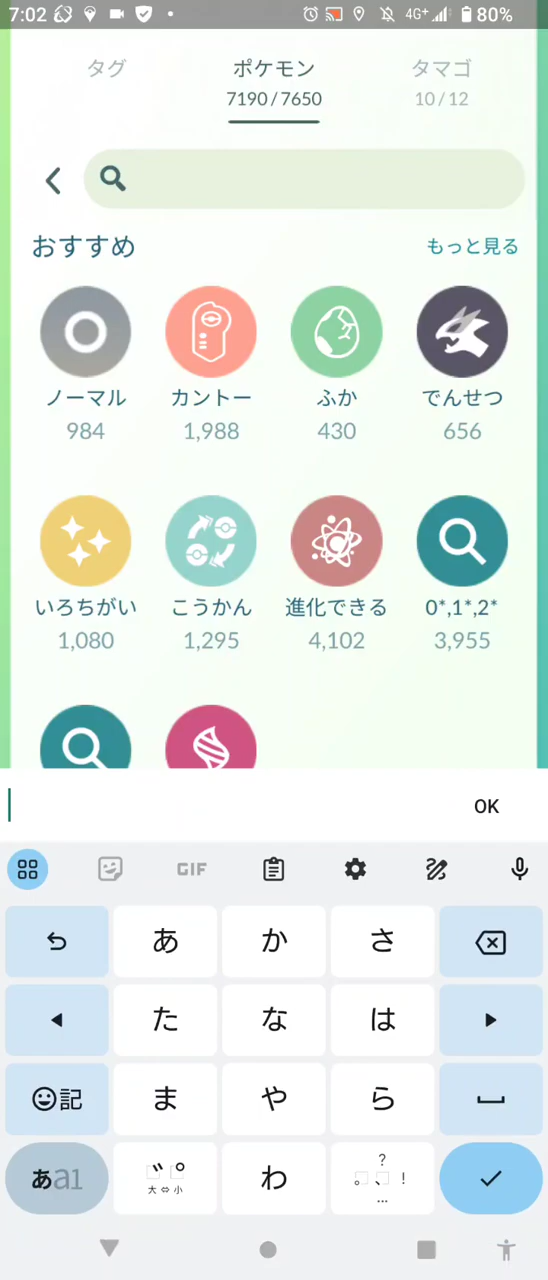 7:02 4G+ 80%
タグ ポケモン タマゴ
7190/7650 10/12
おすすめ もっと見る
ノーマル カントー ふか でんせつ
984 1,988 430 656
いろちがい こうかん 進化できる 0*,1*,2*
1,080 1,295 4,102 3,955
OK
GIF
あ か さ
た な は
☺記 ま や ら
あa1 ゛゜ 大⇔小 わ 。、?!…